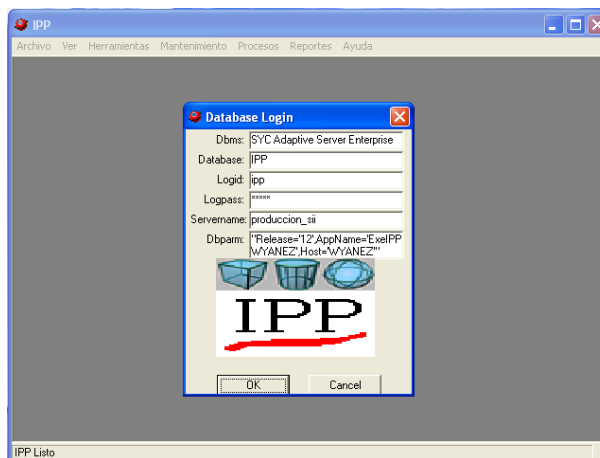 IPP
Archivo Ver Herramientas Mantenimiento Procesos Reportes Ayuda
Database Login
Dbms: SYC Adaptive Server Enterprise
Database: IPP
Logid: ipp
Logpass: *****
Servername: produccion_sii
Dbparm: "Release='12',AppName='ExeIPP
WYANEZ',Host='WYANEZ'"
IPP
OK Cancel
IPP Listo